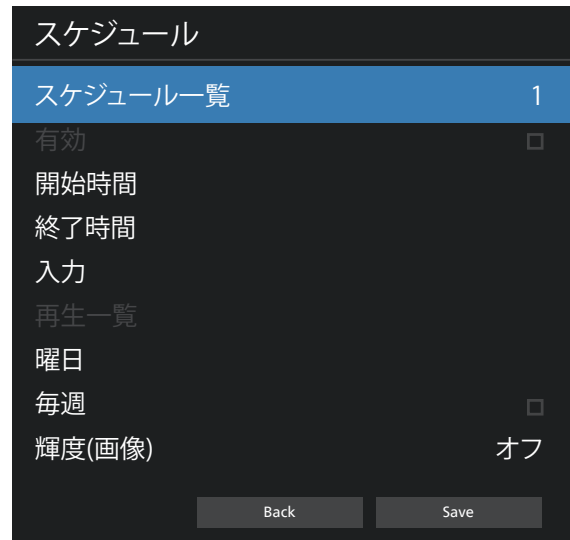 スケジュール
スケジュール一覧 1
有効
開始時間
終了時間
入力
再生一覧
曜日
毎週
輝度(画像) オフ
Back Save